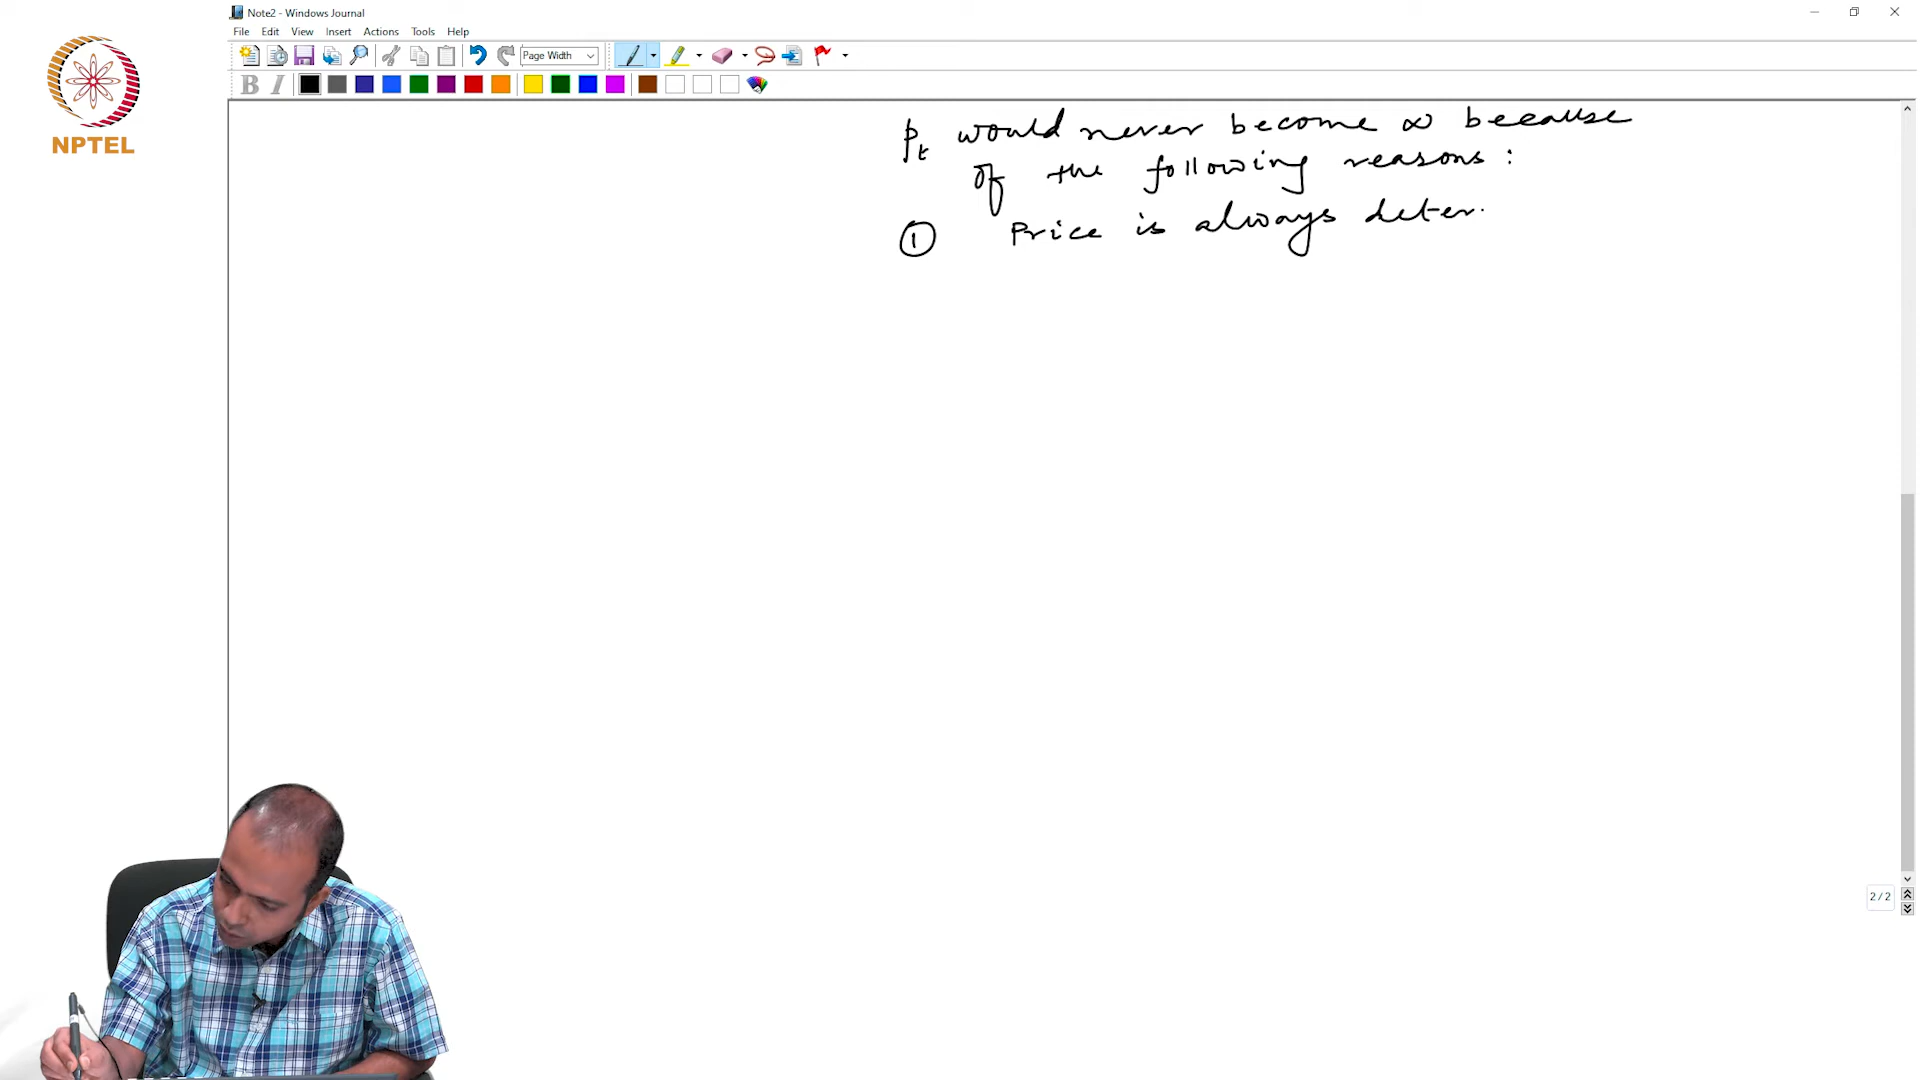 Note2 - Windows Journal
File Edit View Insert Actions Tools Help
Page Width
B I
NPTEL
Pt would never become ∞ because
of the following reasons :
① Price is always deter.
2 / 2